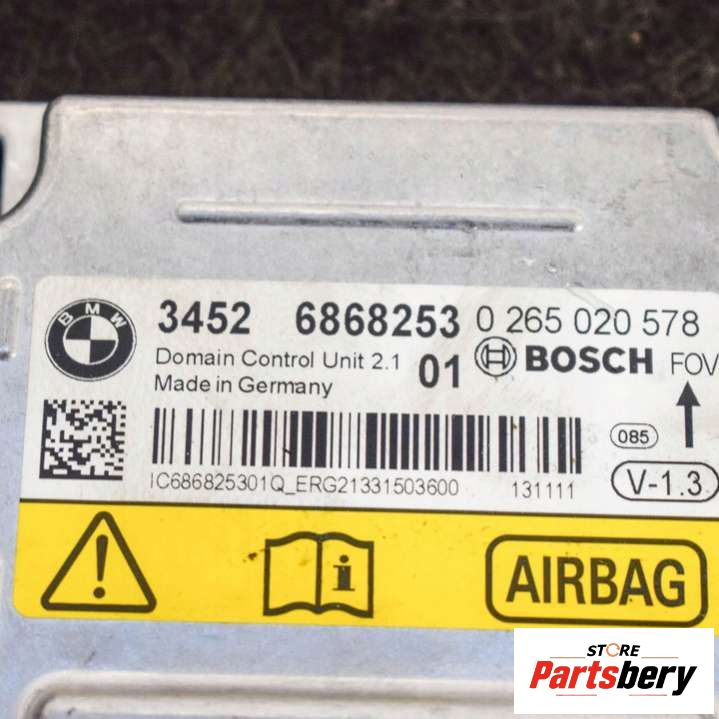 BMW
3452 6868253 0 265 020 578
Domain Control Unit 2.1 01 BOSCH FOV
Made in Germany
085
IC686825301Q_ERG21331503600 131111
V-1.3
i
AIRBAG
STORE
Partsbery